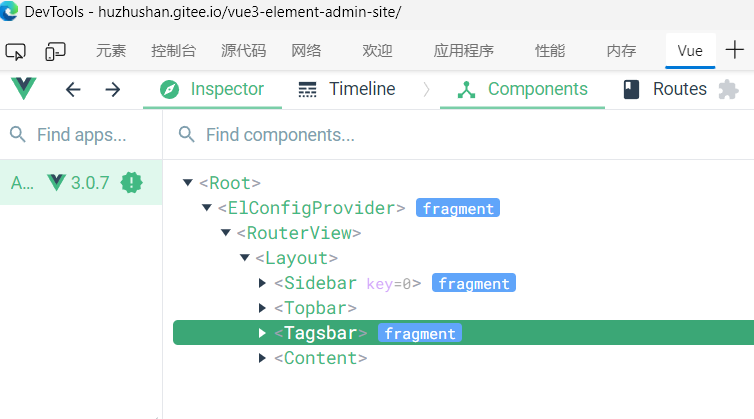 DevTools - huzhushan.gitee.io/vue3-element-admin-site/
元素 控制台 源代码 网络 欢迎 应用程序 性能 内存 Vue
Inspector Timeline Components Routes
Find apps... Find components...
A... 3.0.7
<Root>
<ElConfigProvider> fragment
<RouterView>
<Layout>
<Sidebar key=0> fragment
<Topbar>
<Tagsbar> fragment
<Content>